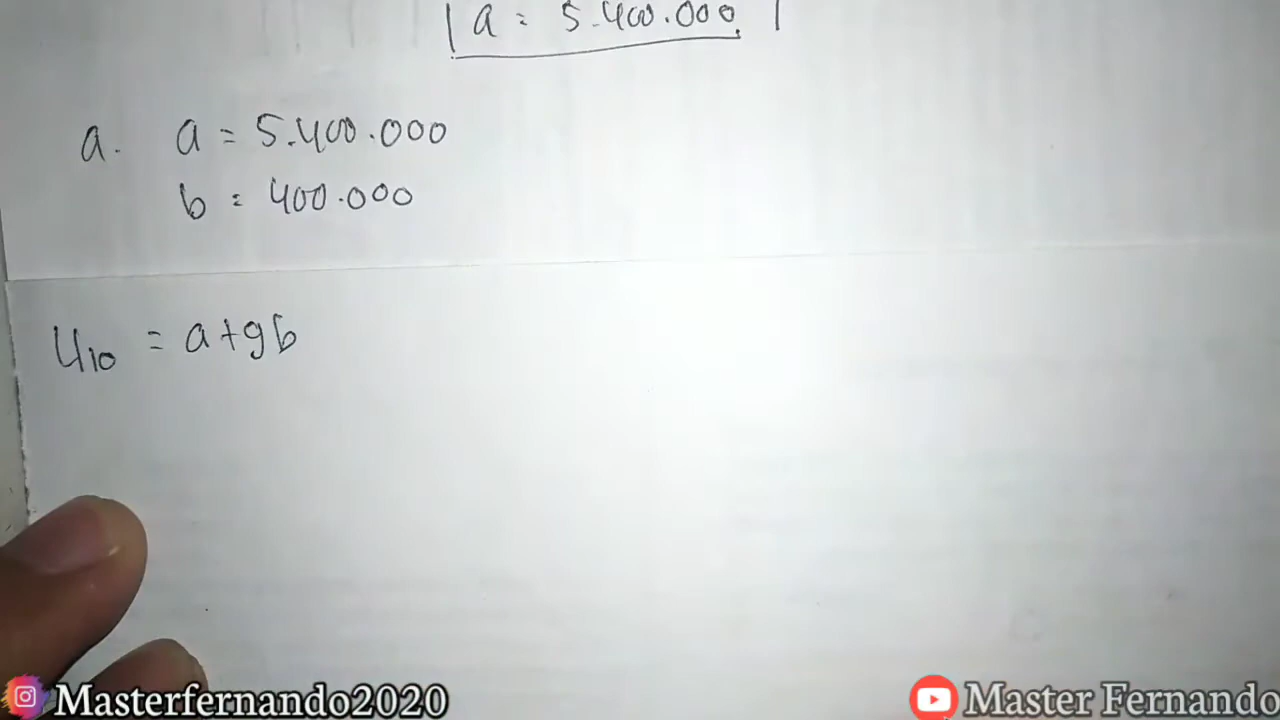 a = 5.400.000
a. a = 5.400.000
b = 400.000
U10 = a+9b
Masterfernando2020
Master Fernando